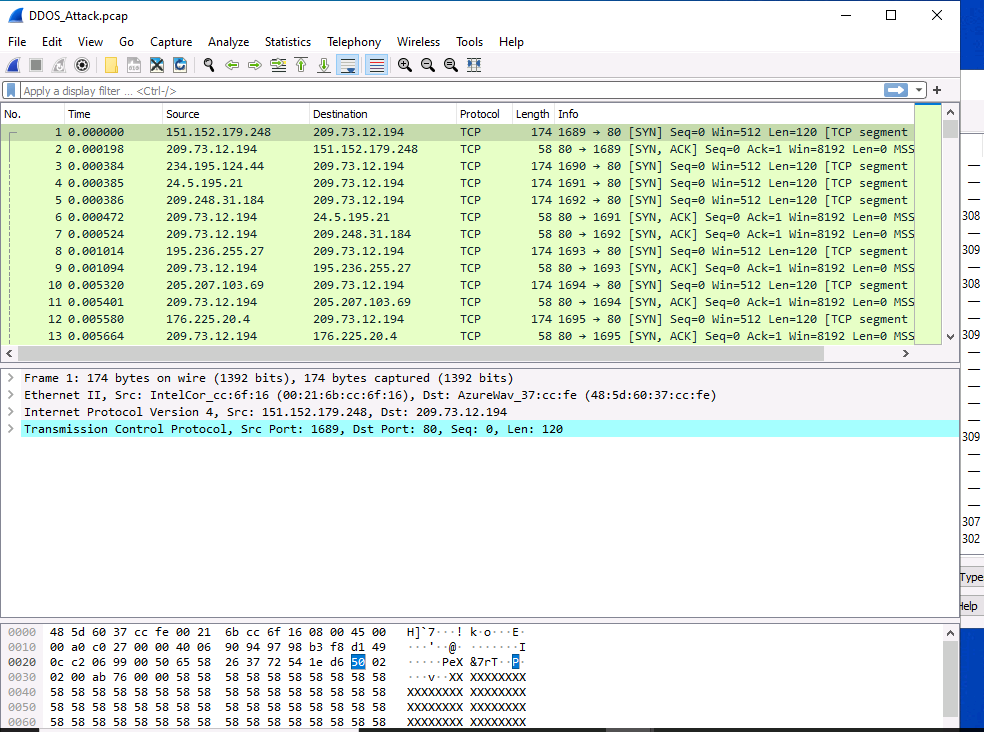 DDOS_Attack.pcap
File Edit View Go Capture Analyze Statistics Telephony Wireless Tools Help
Apply a display filter ... <Ctrl-/>
No. Time Source Destination Protocol Length Info
1 0.000000 151.152.179.248 209.73.12.194 TCP 174 1689 → 80 [SYN] Seq=0 Win=512 Len=120 [TCP segment
2 0.000198 209.73.12.194 151.152.179.248 TCP 58 80 → 1689 [SYN, ACK] Seq=0 Ack=1 Win=8192 Len=0 MSS
3 0.000384 234.195.124.44 209.73.12.194 TCP 174 1690 → 80 [SYN] Seq=0 Win=512 Len=120 [TCP segment
4 0.000385 24.5.195.21 209.73.12.194 TCP 174 1691 → 80 [SYN] Seq=0 Win=512 Len=120 [TCP segment
5 0.000386 209.248.31.184 209.73.12.194 TCP 174 1692 → 80 [SYN] Seq=0 Win=512 Len=120 [TCP segment
6 0.000472 209.73.12.194 24.5.195.21 TCP 58 80 → 1691 [SYN, ACK] Seq=0 Ack=1 Win=8192 Len=0 MSS
7 0.000524 209.73.12.194 209.248.31.184 TCP 58 80 → 1692 [SYN, ACK] Seq=0 Ack=1 Win=8192 Len=0 MSS
8 0.001014 195.236.255.27 209.73.12.194 TCP 174 1693 → 80 [SYN] Seq=0 Win=512 Len=120 [TCP segment
9 0.001094 209.73.12.194 195.236.255.27 TCP 58 80 → 1693 [SYN, ACK] Seq=0 Ack=1 Win=8192 Len=0 MSS
10 0.005320 205.207.103.69 209.73.12.194 TCP 174 1694 → 80 [SYN] Seq=0 Win=512 Len=120 [TCP segment
11 0.005401 209.73.12.194 205.207.103.69 TCP 58 80 → 1694 [SYN, ACK] Seq=0 Ack=1 Win=8192 Len=0 MSS
12 0.005580 176.225.20.4 209.73.12.194 TCP 174 1695 → 80 [SYN] Seq=0 Win=512 Len=120 [TCP segment
13 0.005664 209.73.12.194 176.225.20.4 TCP 58 80 → 1695 [SYN, ACK] Seq=0 Ack=1 Win=8192 Len=0 MSS
Frame 1: 174 bytes on wire (1392 bits), 174 bytes captured (1392 bits)
Ethernet II, Src: IntelCor_cc:6f:16 (00:21:6b:cc:6f:16), Dst: AzureWav_37:cc:fe (48:5d:60:37:cc:fe)
Internet Protocol Version 4, Src: 151.152.179.248, Dst: 209.73.12.194
Transmission Control Protocol, Src Port: 1689, Dst Port: 80, Seq: 0, Len: 120
0000 48 5d 60 37 cc fe 00 21 6b cc 6f 16 08 00 45 00 H]`7···! k·o···E·
0010 00 a0 c0 27 00 00 40 06 90 94 97 98 b3 f8 d1 49 ···'··@· ·······I
0020 0c c2 06 99 00 50 65 58 26 37 72 54 1e d6 50 02 ·····PeX &7rT··P·
0030 02 00 ab 76 00 00 58 58 58 58 58 58 58 58 58 58 ···v··XX XXXXXXXX
0040 58 58 58 58 58 58 58 58 58 58 58 58 58 58 58 58 XXXXXXXX XXXXXXXX
0050 58 58 58 58 58 58 58 58 58 58 58 58 58 58 58 58 XXXXXXXX XXXXXXXX
0060 58 58 58 58 58 58 58 58 58 58 58 58 58 58 58 58 XXXXXXXX XXXXXXXX
308
309
308
309
309
307
302
Type
Help